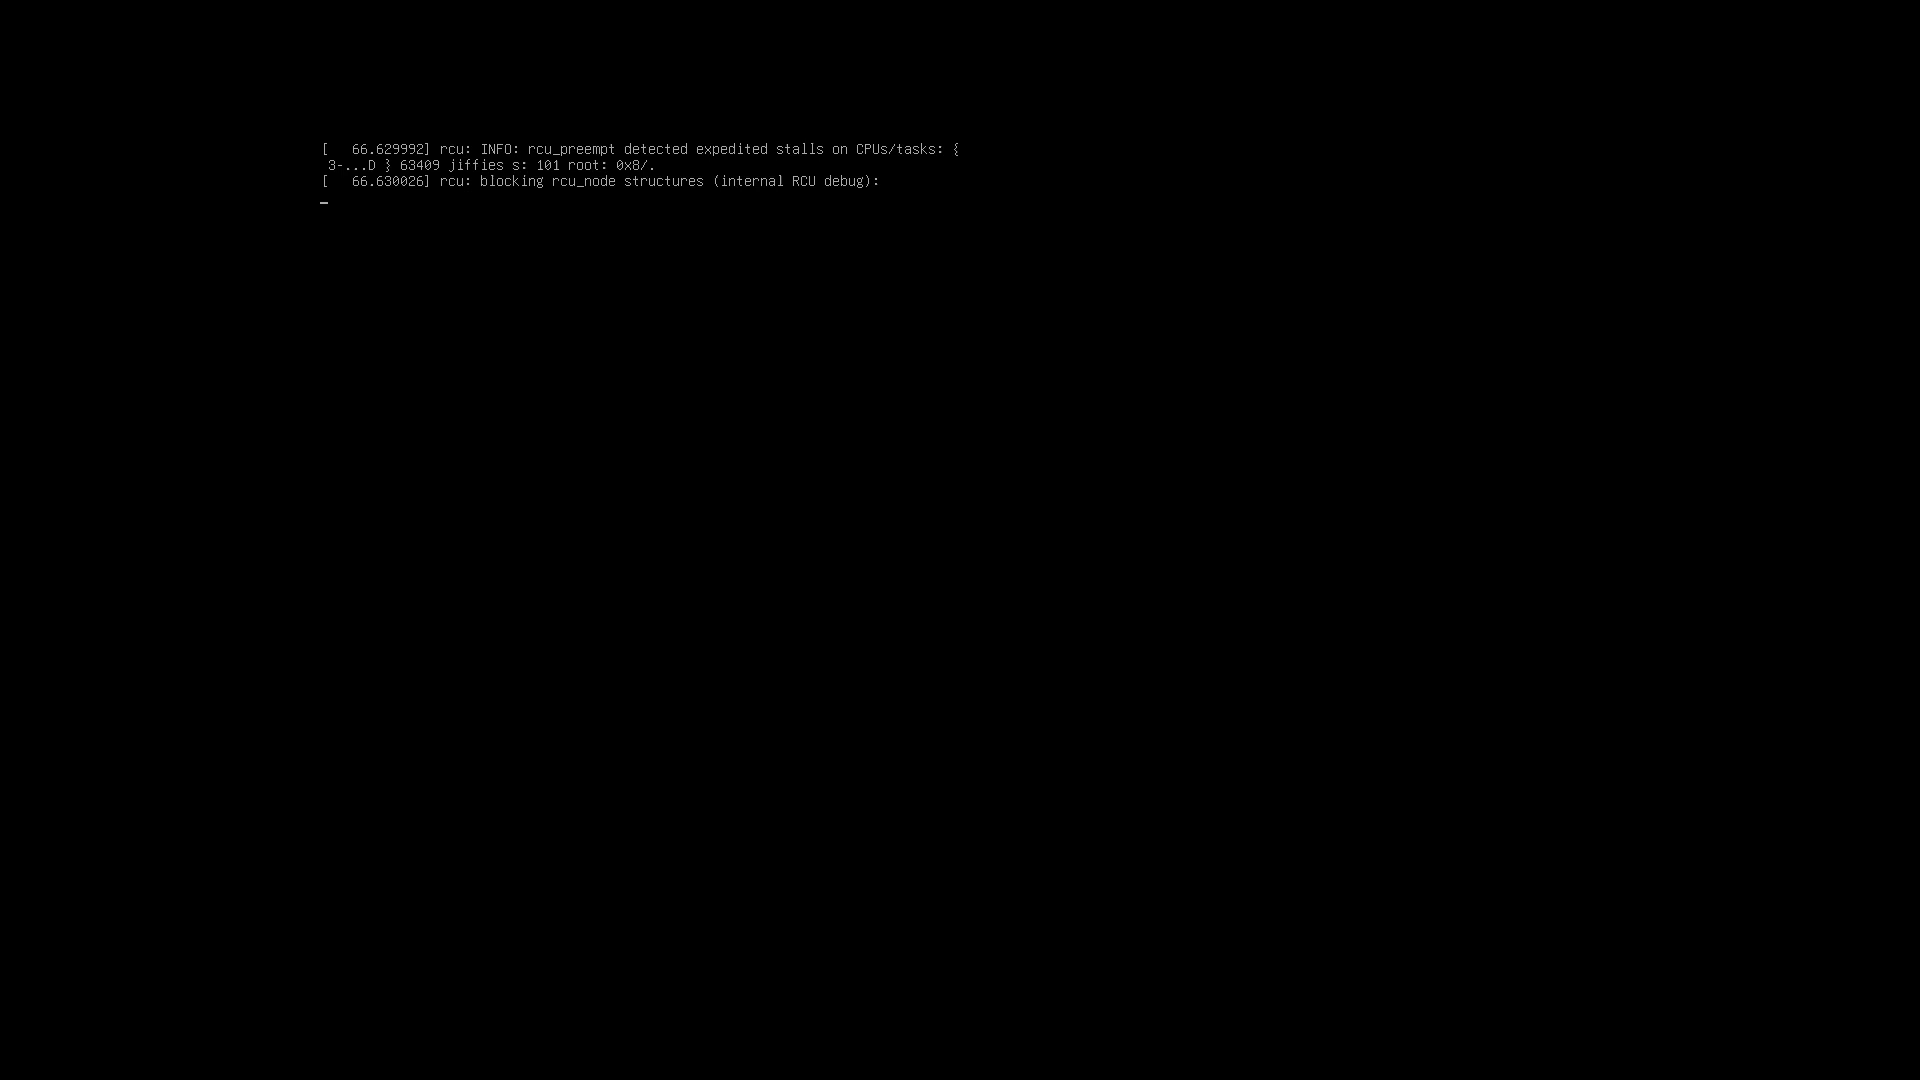 [   66.629992] rcu: INFO: rcu_preempt detected expedited stalls on CPUs/tasks: {
 3-...D } 63409 jiffies s: 101 root: 0x8/.
[   66.630026] rcu: blocking rcu_node structures (internal RCU debug):